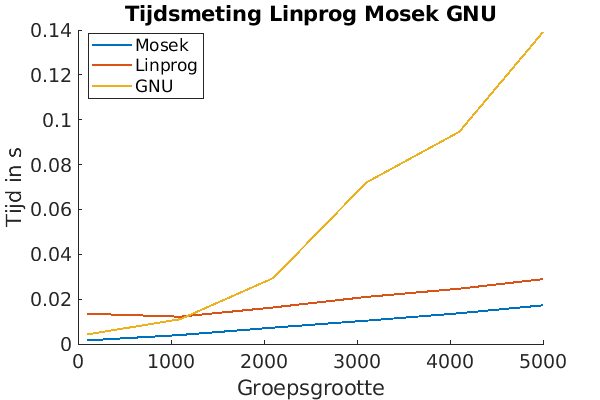 Tijdsmeting Linprog Mosek GNU
0.14
0.12
0.1
0.08
0.06
0.04
0.02
0
Tijd in s
Mosek
Linprog
GNU
0 1000 2000 3000 4000 5000
Groepsgrootte